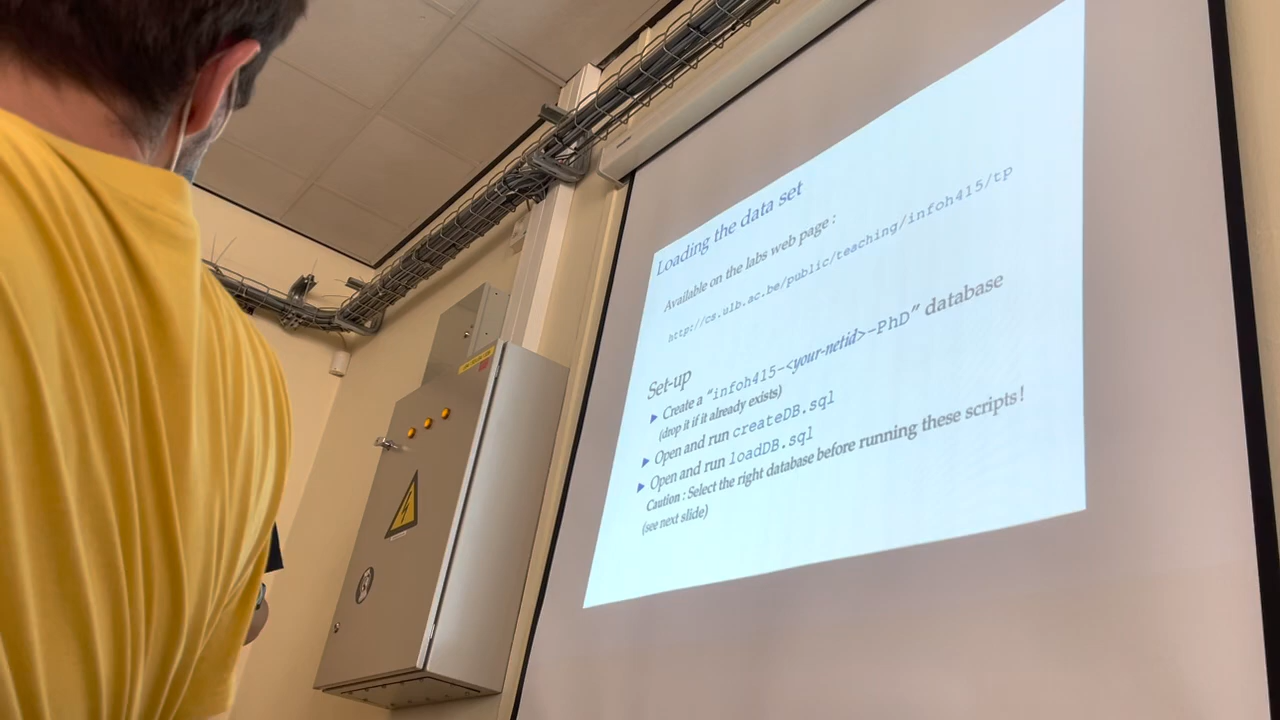 Loading the data set
Available on the labs web page :
http://cs.ulb.ac.be/public/teaching/infoh415/tp
Set-up
▶ Create a "infoh415-<your-netid>-PhD" database
(drop it if it already exists)
▶ Open and run createDB.sql
▶ Open and run loadDB.sql
Caution : Select the right database before running these scripts!
(see next slide)